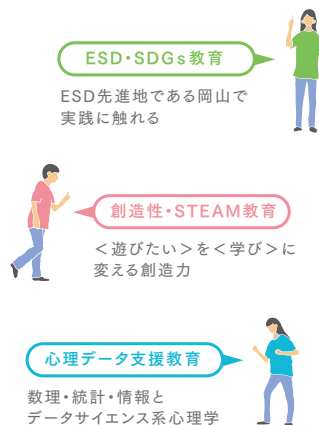 ESD・SDGs教育
ESD先進地である岡山で
実践に触れる
創造性・STEAM教育
＜遊びたい＞を＜学び＞に
変える創造力
心理データ支援教育
数理・統計・情報と
データサイエンス系心理学